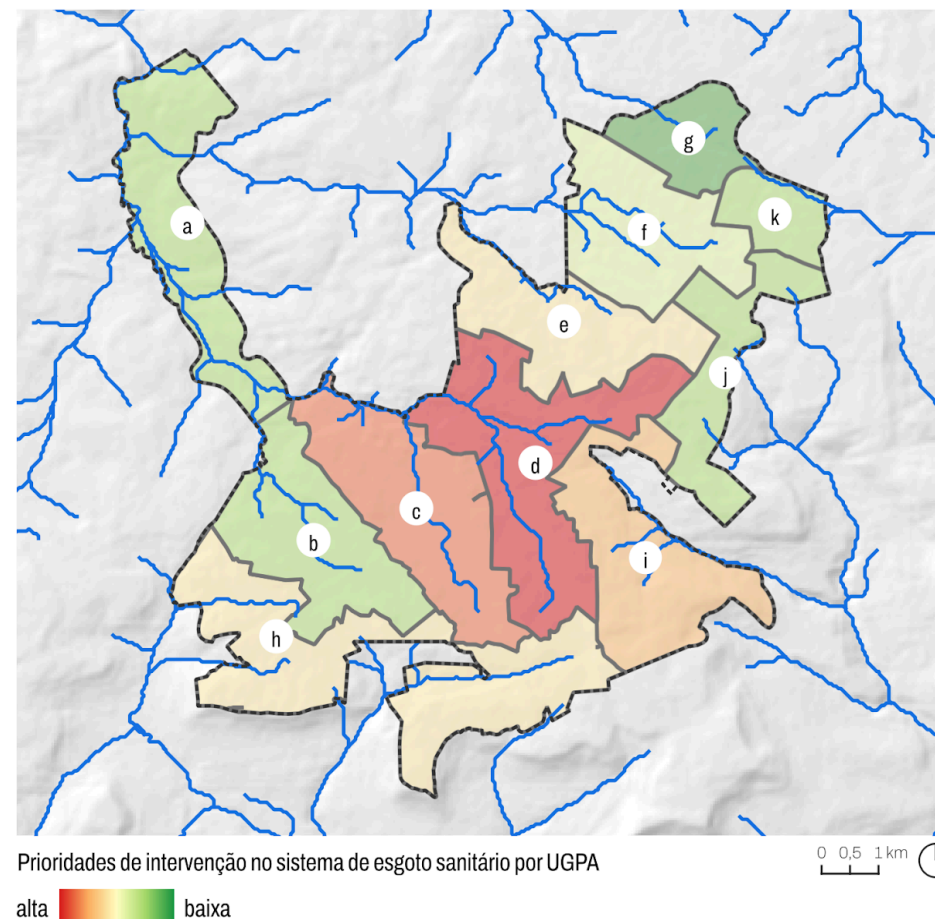 g
a
k
f
e
j
d
c
b
i
h
Prioridades de intervenção no sistema de esgoto sanitário por UGPA
0 0,5 1 km
alta baixa